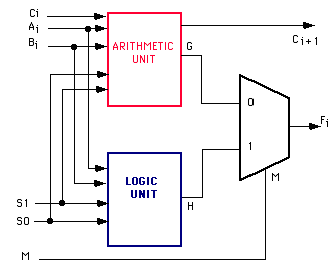 Ci
Ai
Bi
ARITHMETIC
UNIT
G
Ci+1
0
1
Fi
M
LOGIC
UNIT
H
S1
S0
M